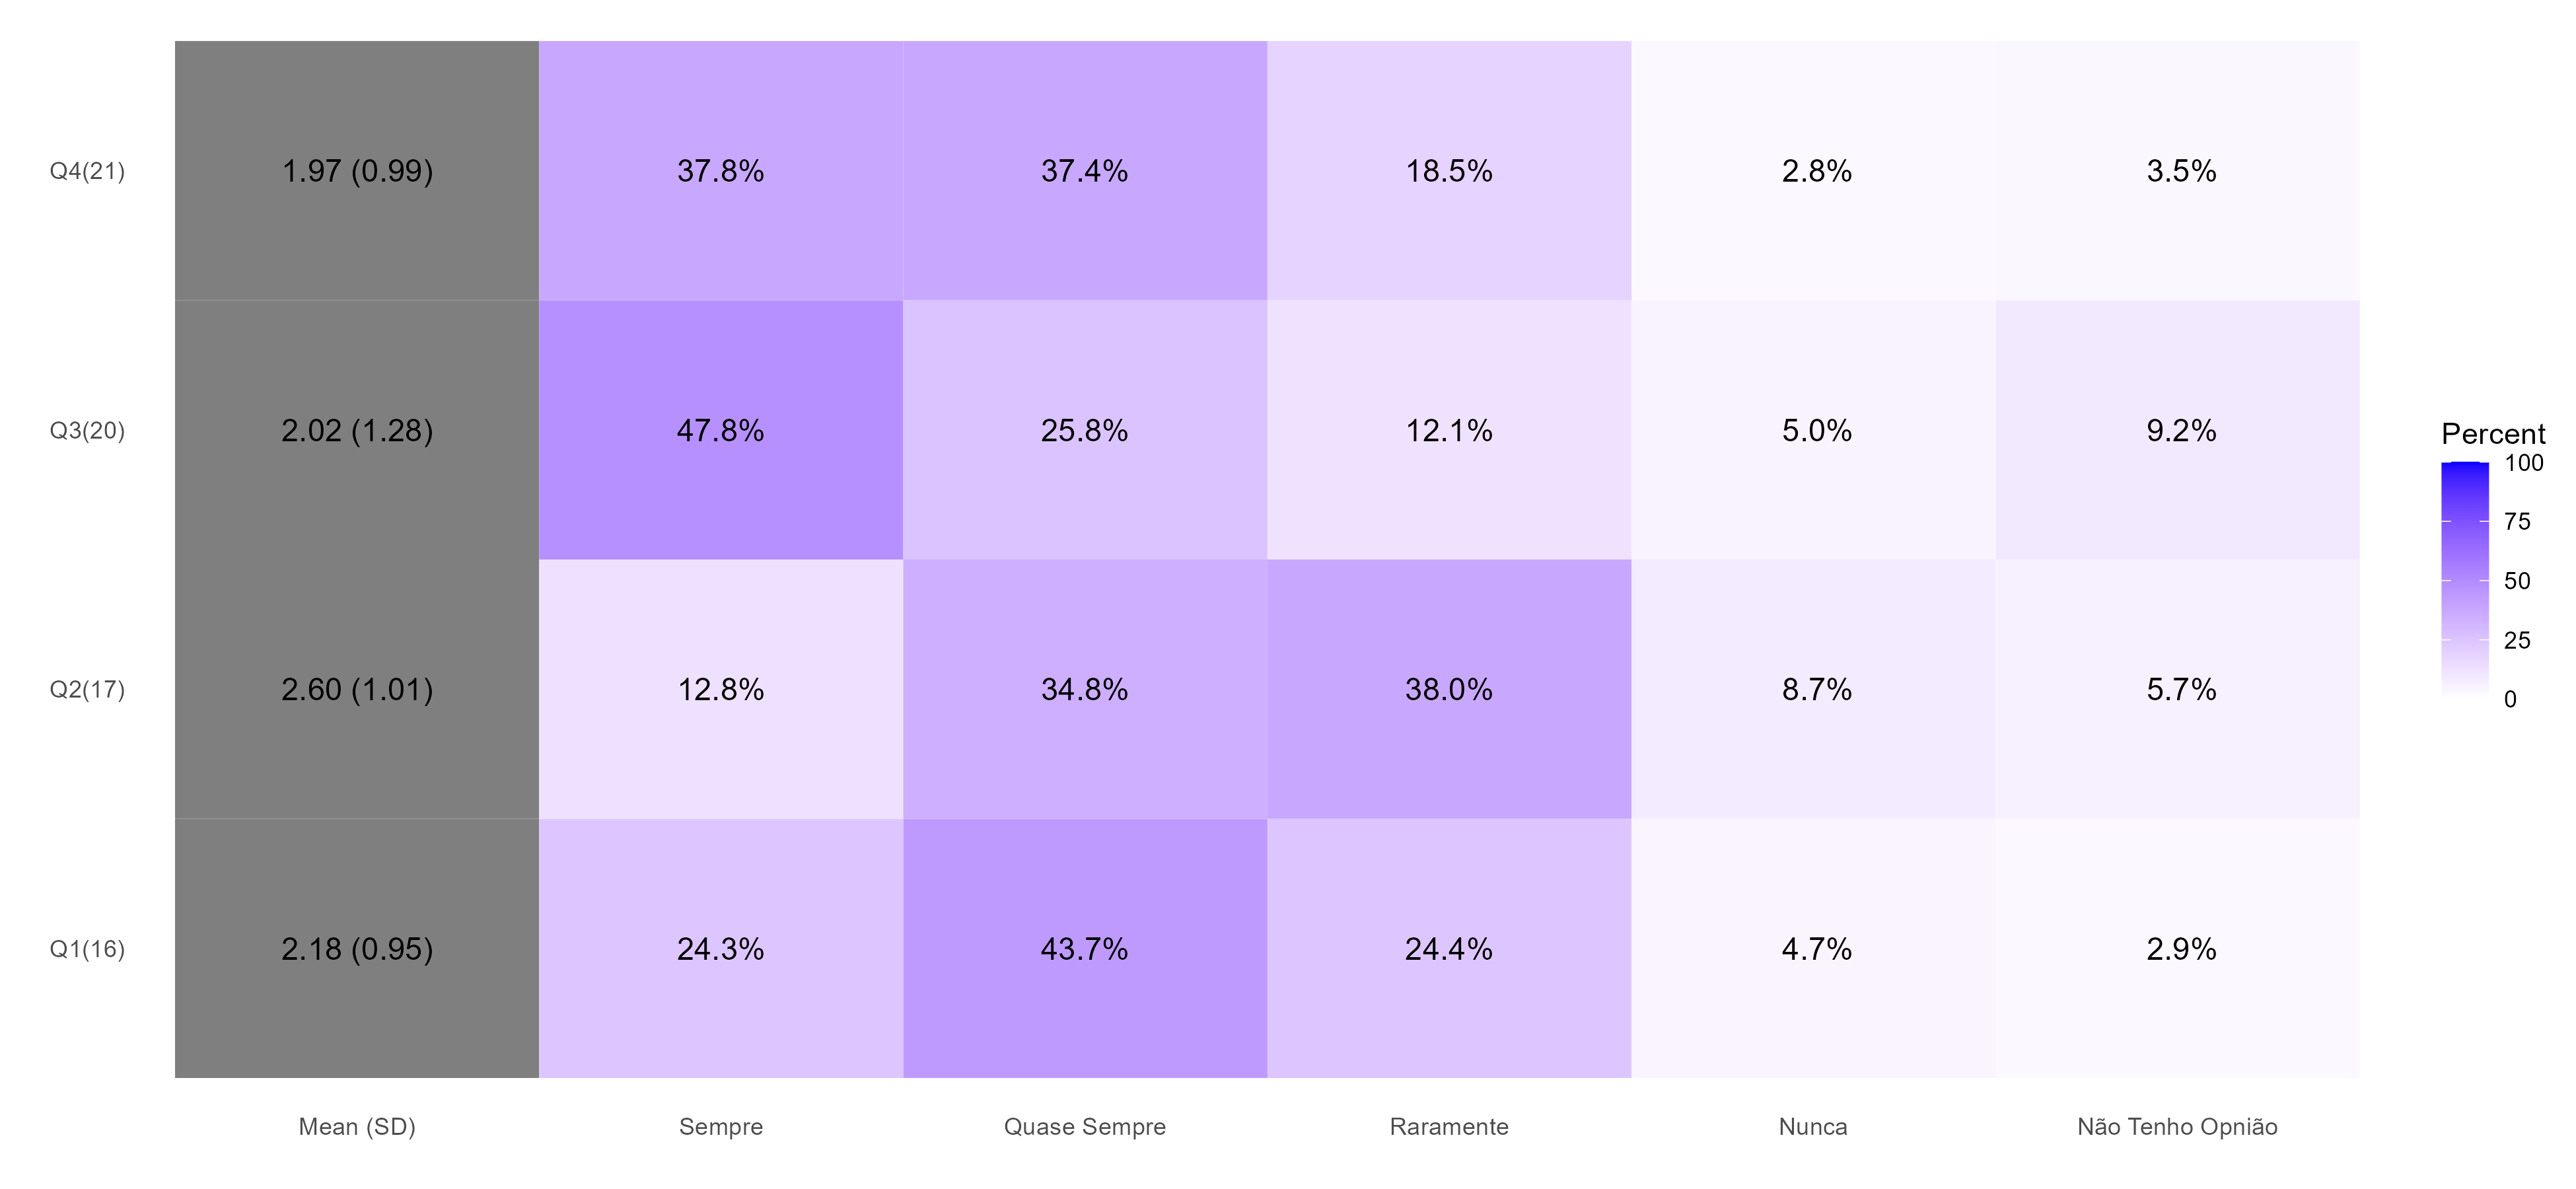 Q4(21) 1.97 (0.99) 37.8% 37.4% 18.5% 2.8% 3.5%
Q3(20) 2.02 (1.28) 47.8% 25.8% 12.1% 5.0% 9.2%
Q2(17) 2.60 (1.01) 12.8% 34.8% 38.0% 8.7% 5.7%
Q1(16) 2.18 (0.95) 24.3% 43.7% 24.4% 4.7% 2.9%
Mean (SD) Sempre Quase Sempre Raramente Nunca Não Tenho Opnião
Percent
100
75
50
25
0